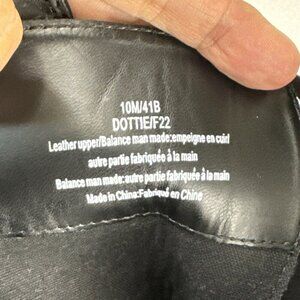 10M/41B
DOTTIE/F22
Leather upper/Balance man made:empeigne en cuir/
autre partie fabriquée à la main
Balance man made/autre partie fabriquée à la main
Made in China:Fabriqué en Chine